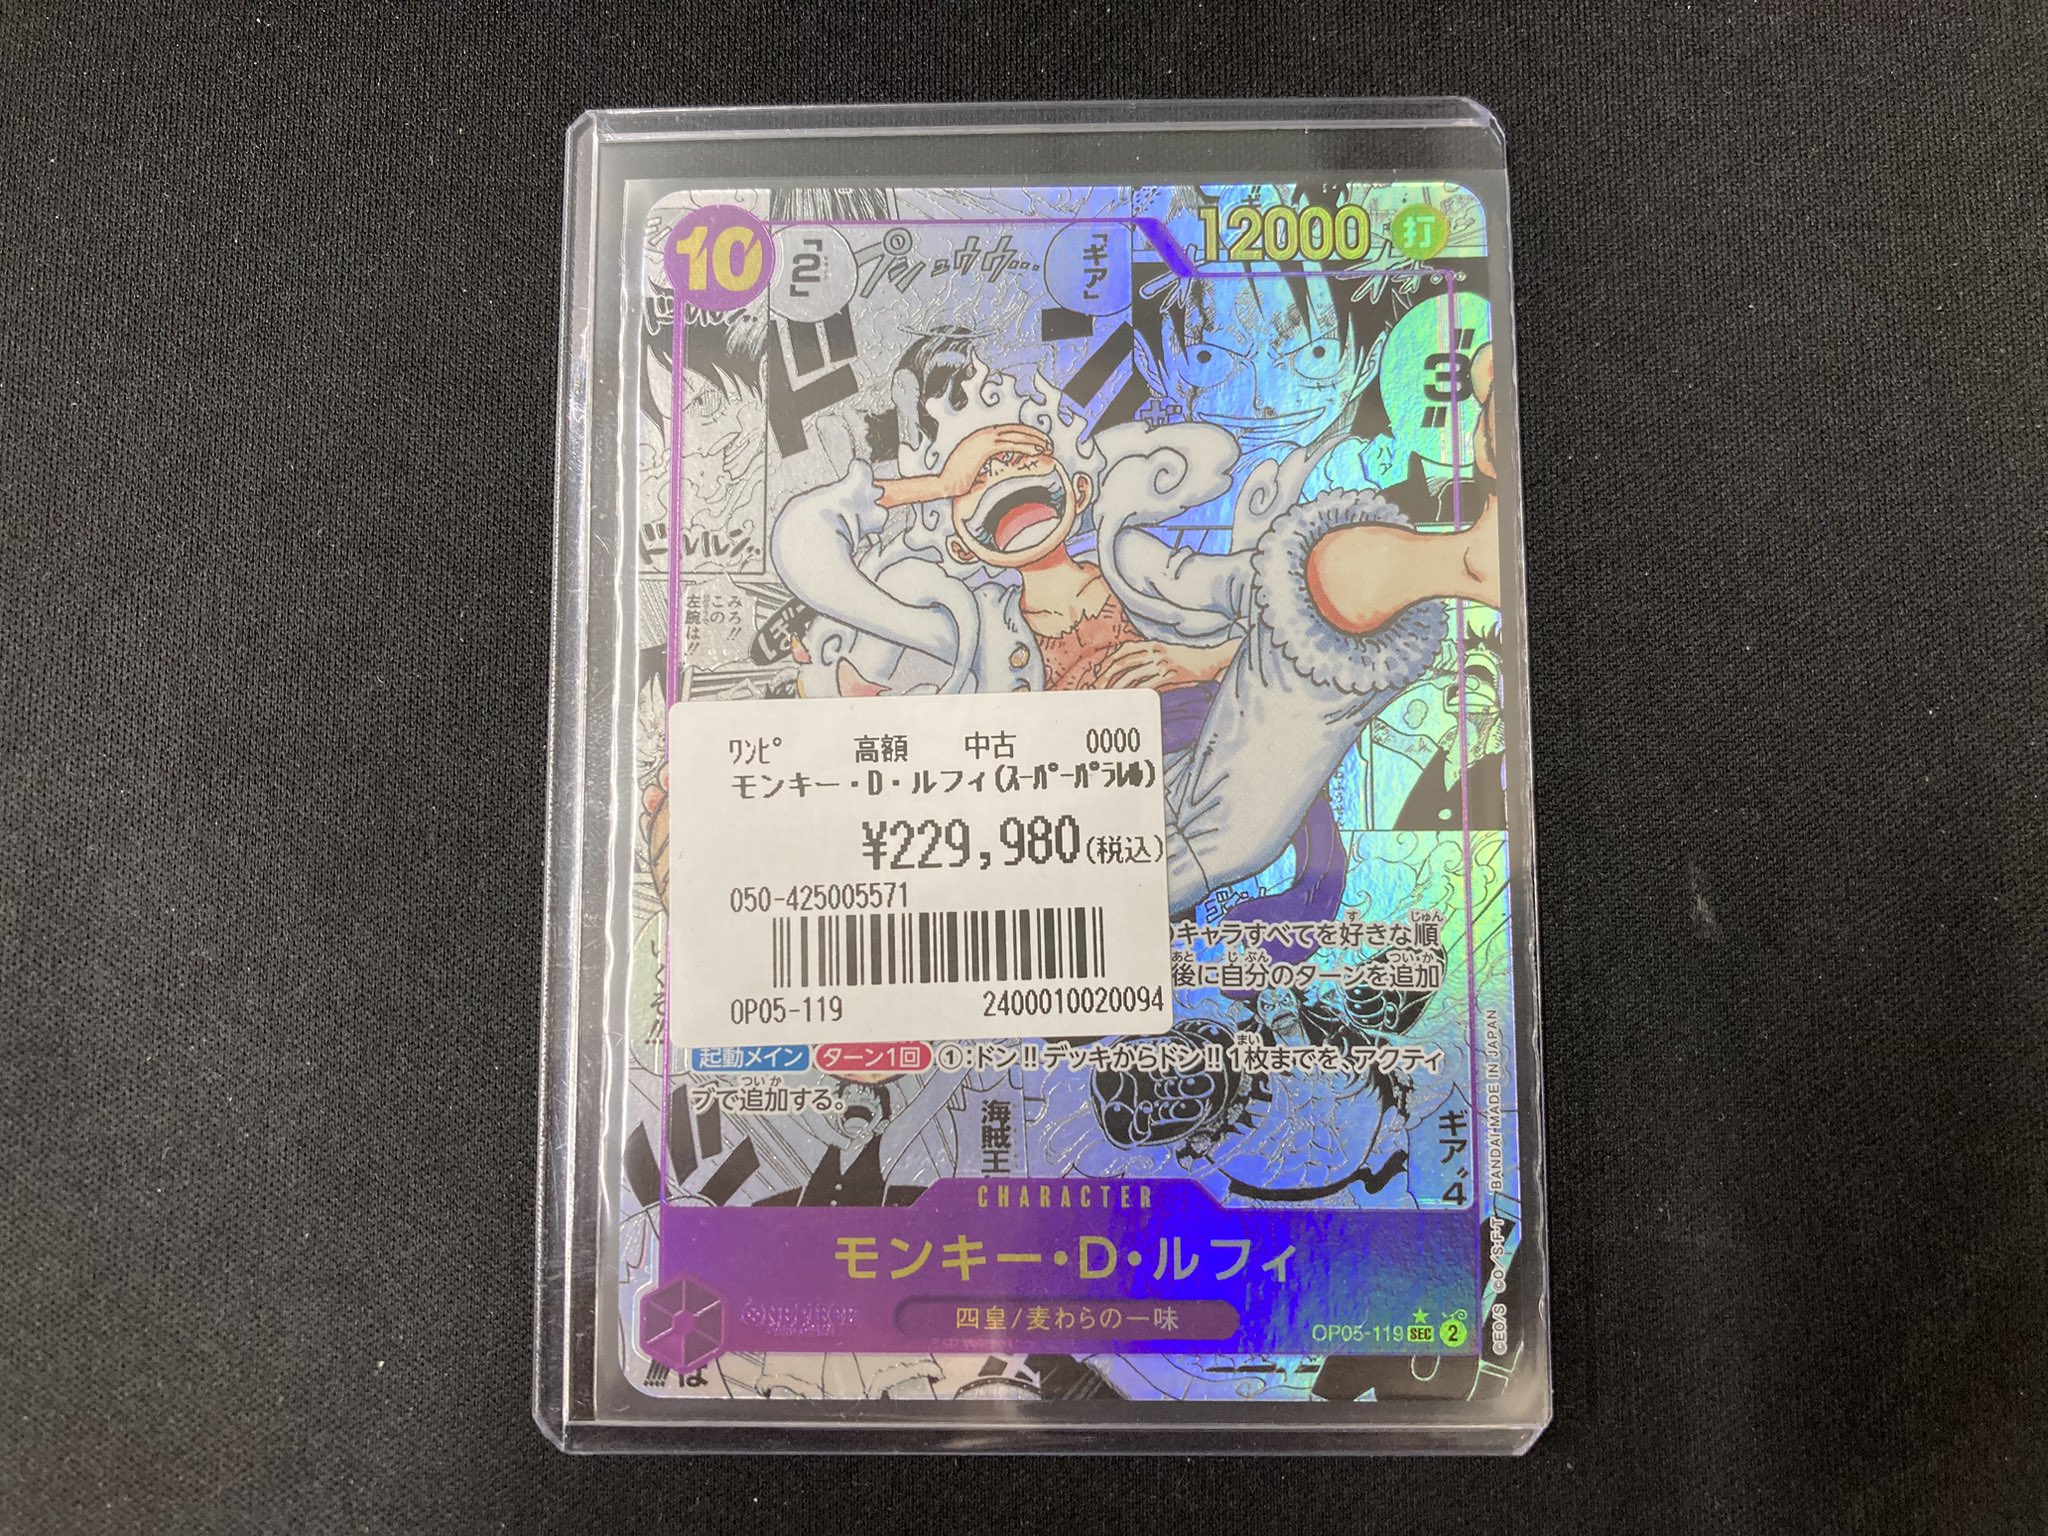 10
12000 打
「2」
プシュウウ…
「ギア」
ドン
"3"
ハァ
ドルルン
みろ!!
この
左腕は!!
ﾜﾝﾋﾟ 高額 中古 0000
モンキー・D・ルフィ(ｽｰﾊﾟｰﾊﾟﾗﾚﾙ)
¥229,980(税込)
050-425005571
OP05-119 2400010020094
いくぞ!!
キャラすべてを好きな順
後に自分のターンを追加
起動メイン ターン1回 ①:ドン!!デッキからドン!!1枚までを、アクティ
ブで追加する。
海賊王
ギア"4
CHARACTER
モンキー・D・ルフィ
四皇/麦わらの一味
OP05-119 SEC 2
©EO/S ©O/S,F-T BANDAI MADE IN JAPAN
は